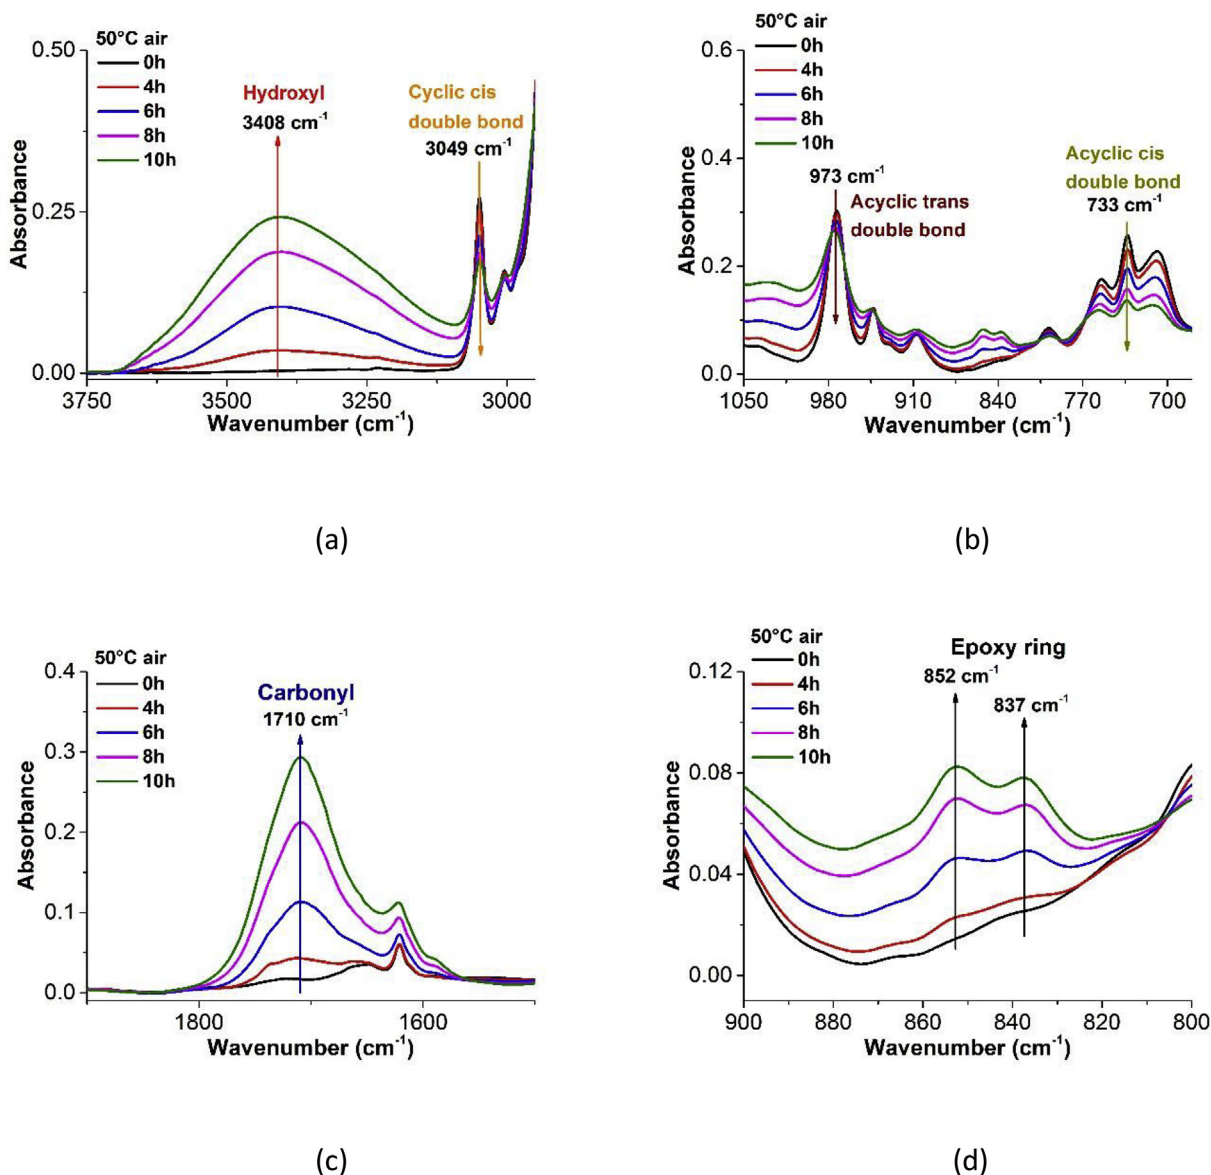 50°C air
0h
4h
6h
8h
10h
Hydroxyl
3408 cm⁻¹
Cyclic cis
double bond
3049 cm⁻¹
Absorbance
0.50
0.25
0.00
3750
3500
3250
3000
Wavenumber (cm⁻¹)
(a)
50°C air
0h
4h
6h
8h
10h
973 cm⁻¹
Acyclic trans
double bond
Acyclic cis
double bond
733 cm⁻¹
Absorbance
0.6
0.4
0.2
0.0
1050
980
910
840
770
700
Wavenumber (cm⁻¹)
(b)
50°C air
0h
4h
6h
8h
10h
Carbonyl
1710 cm⁻¹
Absorbance
0.4
0.3
0.2
0.1
0.0
1800
1600
Wavenumber (cm⁻¹)
(c)
50°C air
0h
4h
6h
8h
10h
Epoxy ring
852 cm⁻¹
837 cm⁻¹
Absorbance
0.12
0.08
0.04
0.00
900
880
860
840
820
800
Wavenumber (cm⁻¹)
(d)